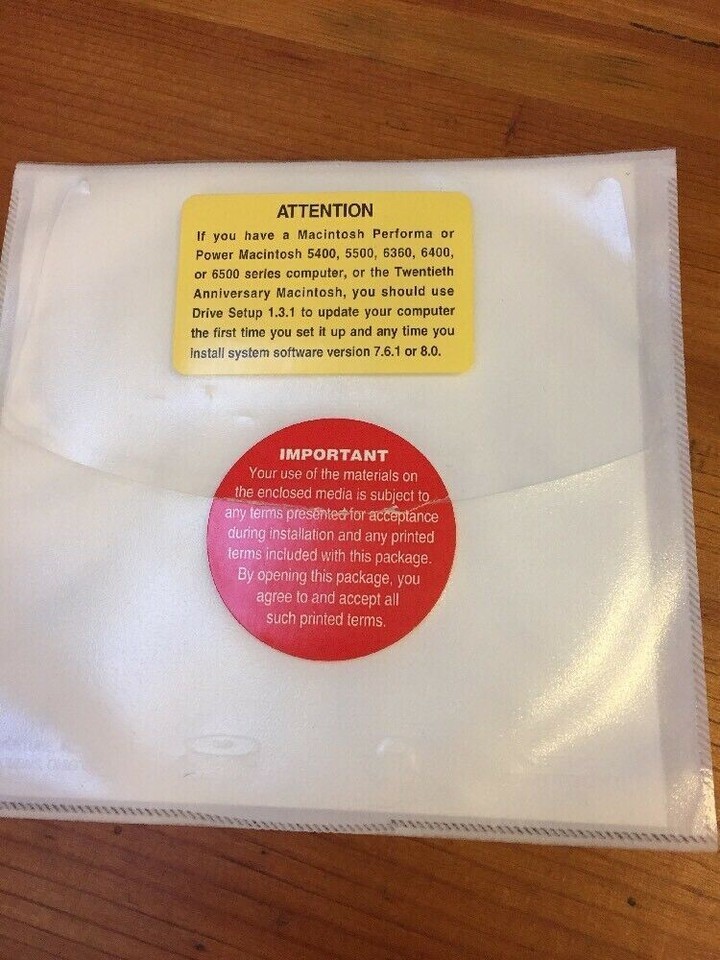 ATTENTION
If you have a Macintosh Performa or
Power Macintosh 5400, 5500, 6360, 6400,
or 6500 series computer, or the Twentieth
Anniversary Macintosh, you should use
Drive Setup 1.3.1 to update your computer
the first time you set it up and any time you
install system software version 7.6.1 or 8.0.
IMPORTANT
Your use of the materials on
the enclosed media is subject to
any terms presented for acceptance
during installation and any printed
terms included with this package.
By opening this package, you
agree to and accept all
such printed terms.